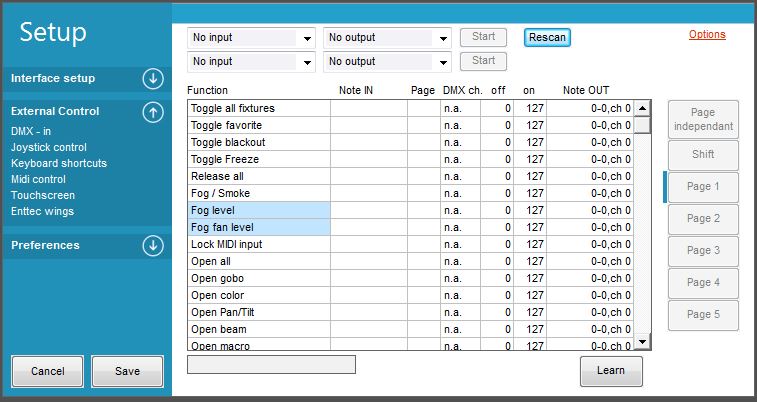 Setup
Interface setup
External Control
DMX - in
Joystick control
Keyboard shortcuts
Midi control
Touchscreen
Enttec wings
Preferences
Cancel Save
No input No output Start Rescan Options
No input No output Start
Function Note IN Page DMX ch. off on Note OUT
Toggle all fixtures n.a. 0 127 0-0,ch 0
Toggle favorite n.a. 0 127 0-0,ch 0
Toggle blackout n.a. 0 127 0-0,ch 0
Toggle Freeze n.a. 0 127 0-0,ch 0
Release all n.a. 0 127 0-0,ch 0
Fog / Smoke n.a. 0 127 0-0,ch 0
Fog level n.a. 0 127 0-0,ch 0
Fog fan level n.a. 0 127 0-0,ch 0
Lock MIDI input n.a. 0 127 0-0,ch 0
Open all n.a. 0 127 0-0,ch 0
Open gobo n.a. 0 127 0-0,ch 0
Open color n.a. 0 127 0-0,ch 0
Open Pan/Tilt n.a. 0 127 0-0,ch 0
Open beam n.a. 0 127 0-0,ch 0
Open macro n.a. 0 127 0-0,ch 0
Page
independant
Shift
Page 1
Page 2
Page 3
Page 4
Page 5
Learn